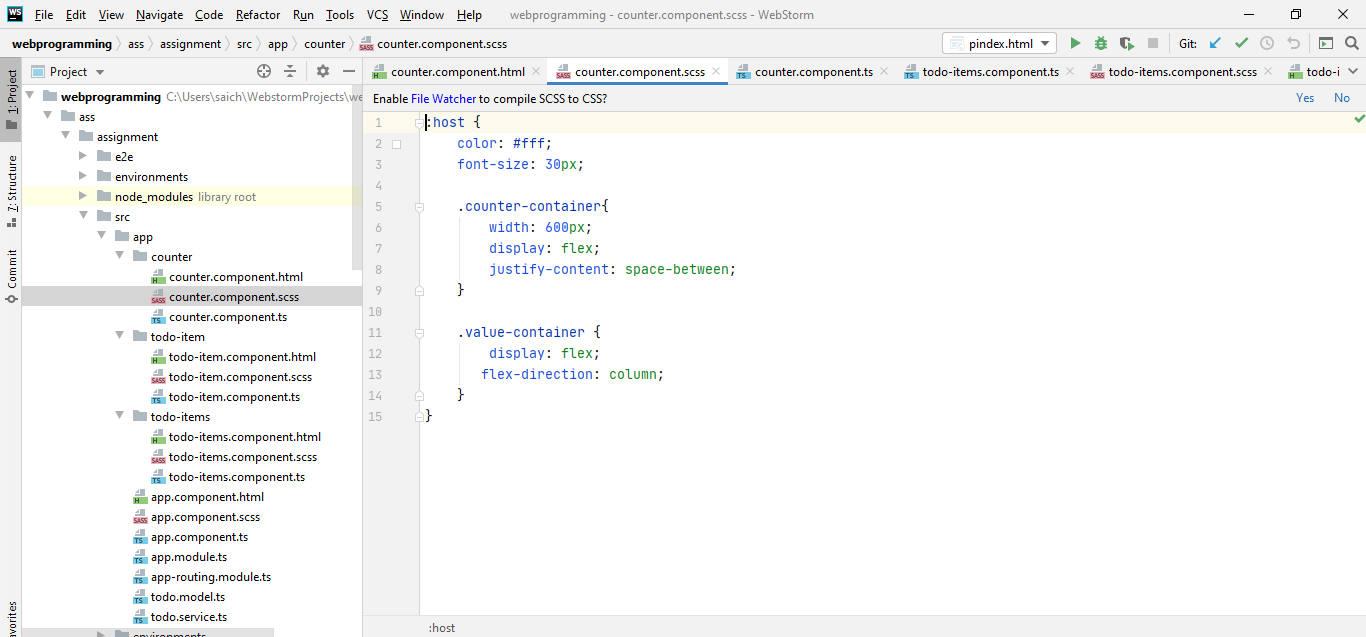 WS File Edit View Navigate Code Refactor Run Tools VCS Window Help webprogramming - counter.component.scss - WebStorm
webprogramming ass assignment src app counter counter.component.scss pindex.html Git:
1: Project
7: Structure
Commit
Project
counter.component.html counter.component.scss counter.component.ts todo-items.component.ts todo-items.component.scss todo-i
webprogramming C:\Users\saich\WebstormProjects\we
ass
assignment
e2e
environments
node_modules library root
src
app
counter
counter.component.html
counter.component.scss
counter.component.ts
todo-item
todo-item.component.html
todo-item.component.scss
todo-item.component.ts
todo-items
todo-items.component.html
todo-items.component.scss
todo-items.component.ts
app.component.html
app.component.scss
app.component.ts
app.module.ts
app-routing.module.ts
todo.model.ts
todo.service.ts
environments
Enable File Watcher to compile SCSS to CSS? Yes No
1 :host {
2 color: #fff;
3 font-size: 30px;
4
5 .counter-container{
6 width: 600px;
7 display: flex;
8 justify-content: space-between;
9 }
10
11 .value-container {
12 display: flex;
13 flex-direction: column;
14 }
15 }
:host